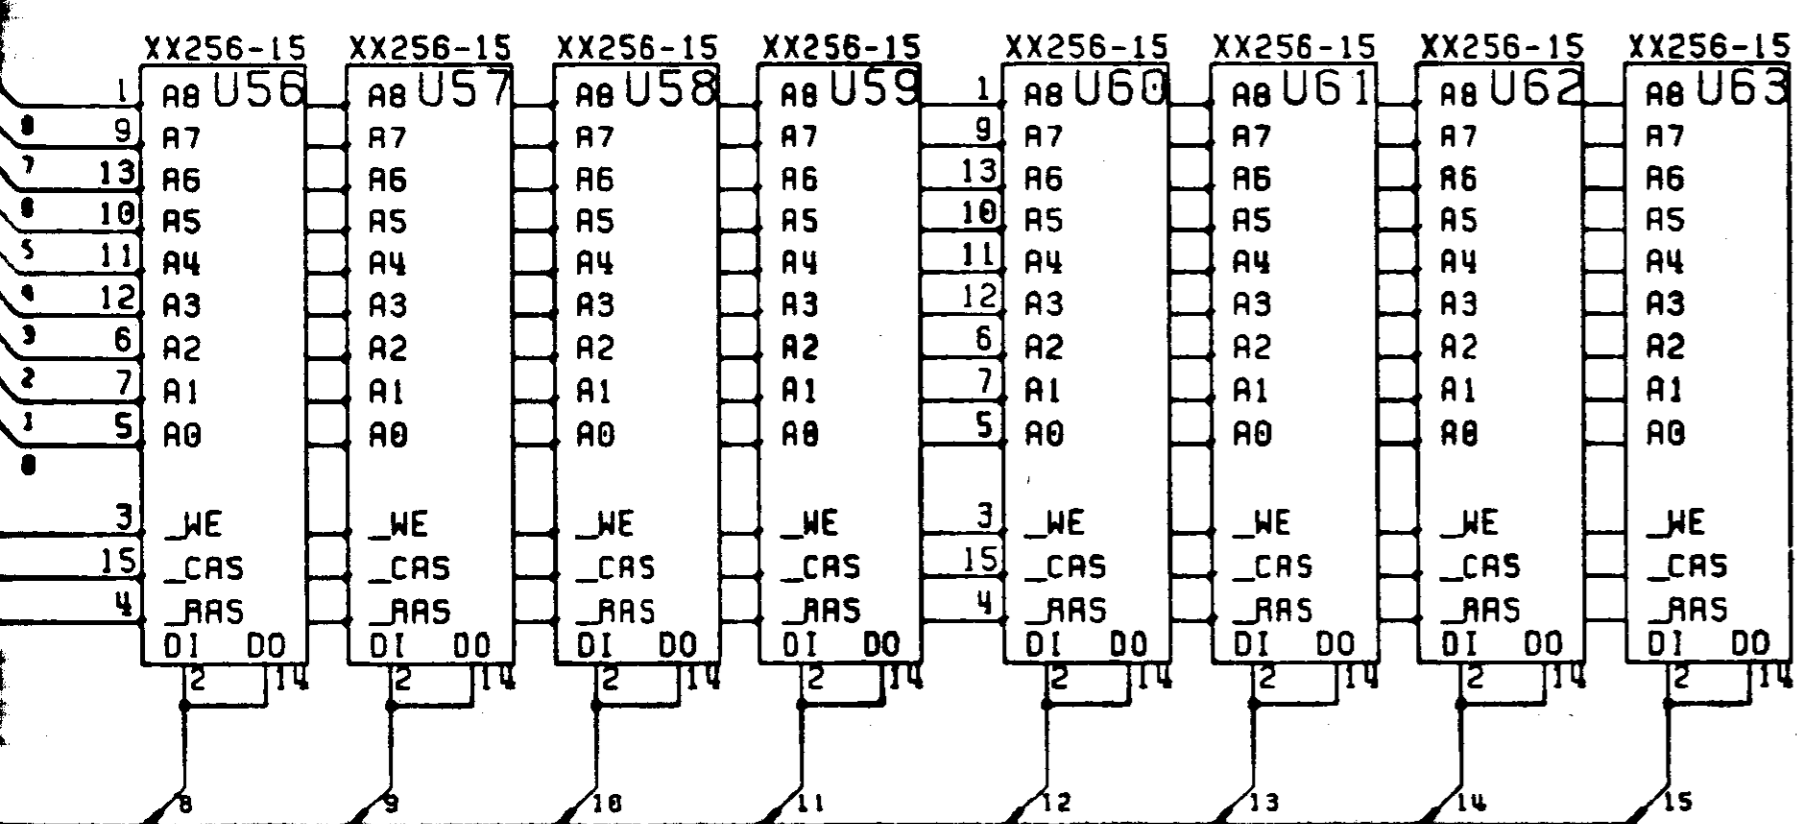 XX256-15 XX256-15 XX256-15 XX256-15 XX256-15 XX256-15 XX256-15 XX256-15
1 A8 U56 A8 U57 A8 U58 A8 U59 1 A8 U60 A8 U61 A8 U62 A8 U63
8 9 A7 A7 A7 A7 9 A7 A7 A7 A7
7 13 A6 A6 A6 A6 13 A6 A6 A6 A6
6 10 A5 A5 A5 A5 10 A5 A5 A5 A5
5 11 A4 A4 A4 A4 11 A4 A4 A4 A4
4 12 A3 A3 A3 A3 12 A3 A3 A3 A3
3 6 A2 A2 A2 A2 6 A2 A2 A2 A2
2 7 A1 A1 A1 A1 7 A1 A1 A1 A1
1 5 A0 A0 A0 A0 5 A0 A0 A0 A0
0
3 _WE _WE _WE _WE 3 _WE _WE _WE _WE
15 _CAS _CAS _CAS _CAS 15 _CAS _CAS _CAS _CAS
4 _RAS _RAS _RAS _RAS 4 _RAS _RAS _RAS _RAS
DI DO DI DO DI DO DI DO DI DO DI DO DI DO DI DO
2 14 2 14 2 14 2 14 2 14 2 14 2 14 2 14
8 9 10 11 12 13 14 15